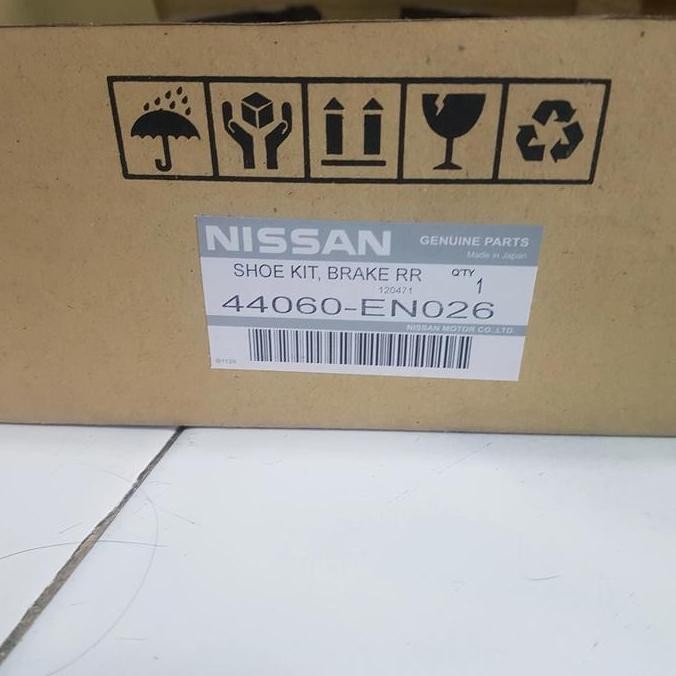 NISSAN GENUINE PARTS
Made in Japan
SHOE KIT, BRAKE RR Q'TY 1
120471
44060-EN026
NISSAN MOTOR CO.,LTD.